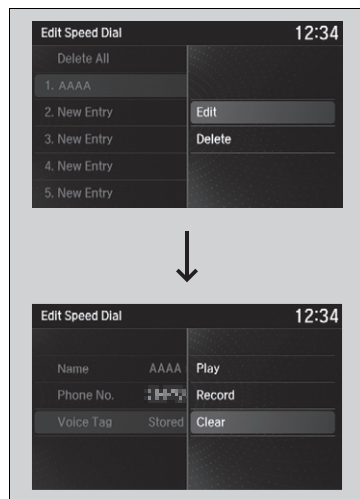 Edit Speed Dial 12:34
Delete All
1. AAAA
2. New Entry Edit
3. New Entry Delete
4. New Entry
5. New Entry
Edit Speed Dial 12:34
Name AAAA Play
Phone No. Record
Voice Tag Stored Clear